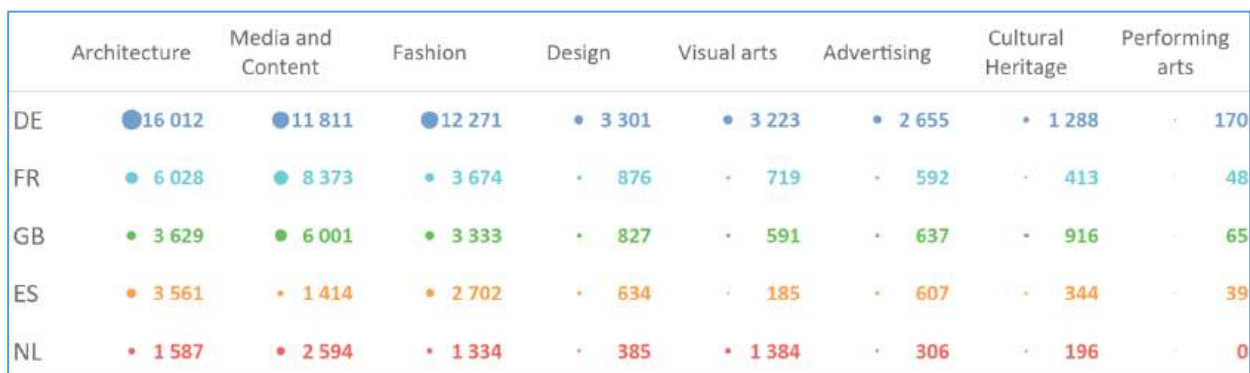 Architecture Media and Content Fashion Design Visual arts Advertising Cultural Heritage Performing arts
DE 16 012 11 811 12 271 3 301 3 223 2 655 1 288 170
FR 6 028 8 373 3 674 876 719 592 413 48
GB 3 629 6 001 3 333 827 591 637 916 65
ES 3 561 1 414 2 702 634 185 607 344 39
NL 1 587 2 594 1 334 385 1 384 306 196 0